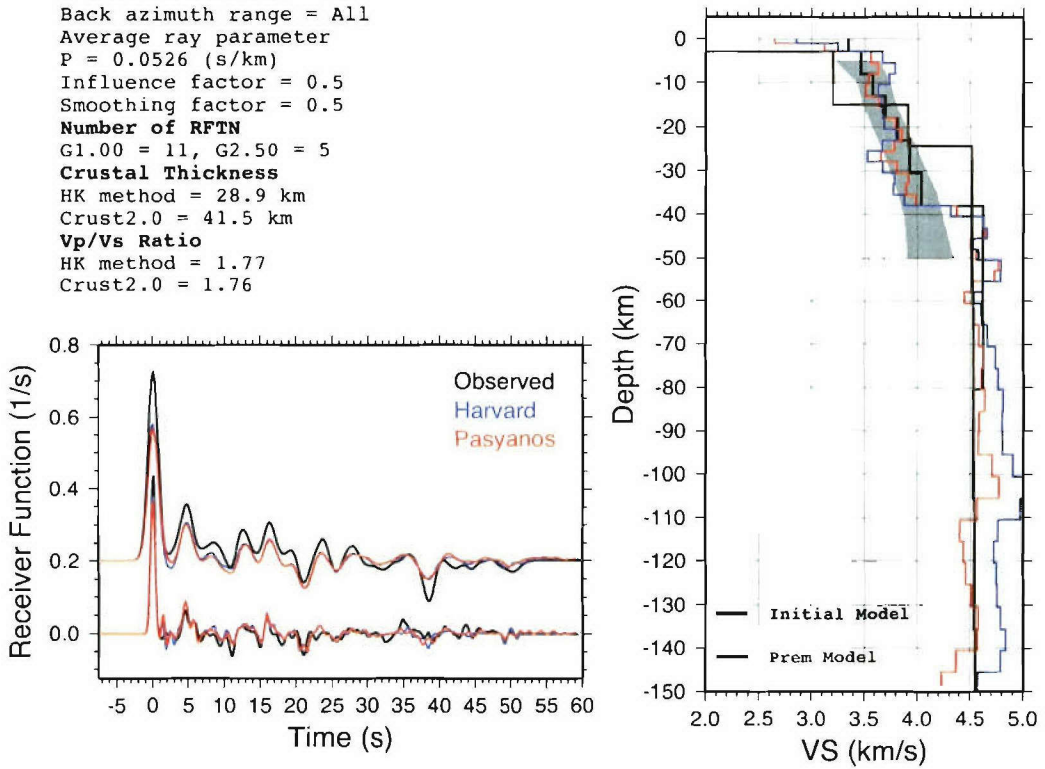 Back azimuth range = All
Average ray parameter
P = 0.0526 (s/km)
Influence factor = 0.5
Smoothing factor = 0.5
Number of RFTN
G1.00 = 11, G2.50 = 5
Crustal Thickness
HK method = 28.9 km
Crust2.0 = 41.5 km
Vp/Vs Ratio
HK method = 1.77
Crust2.0 = 1.76
0.8
0.6
0.4
0.2
0.0
Receiver Function (1/s)
Observed
Harvard
Pasyanos
-5 0 5 10 15 20 25 30 35 40 45 50 55 60
Time (s)
0
-10
-20
-30
-40
-50
-60
-70
-80
-90
-100
-110
-120
-130
-140
-150
Depth (km)
Initial Model
Prem Model
2.0 2.5 3.0 3.5 4.0 4.5 5.0
VS (km/s)